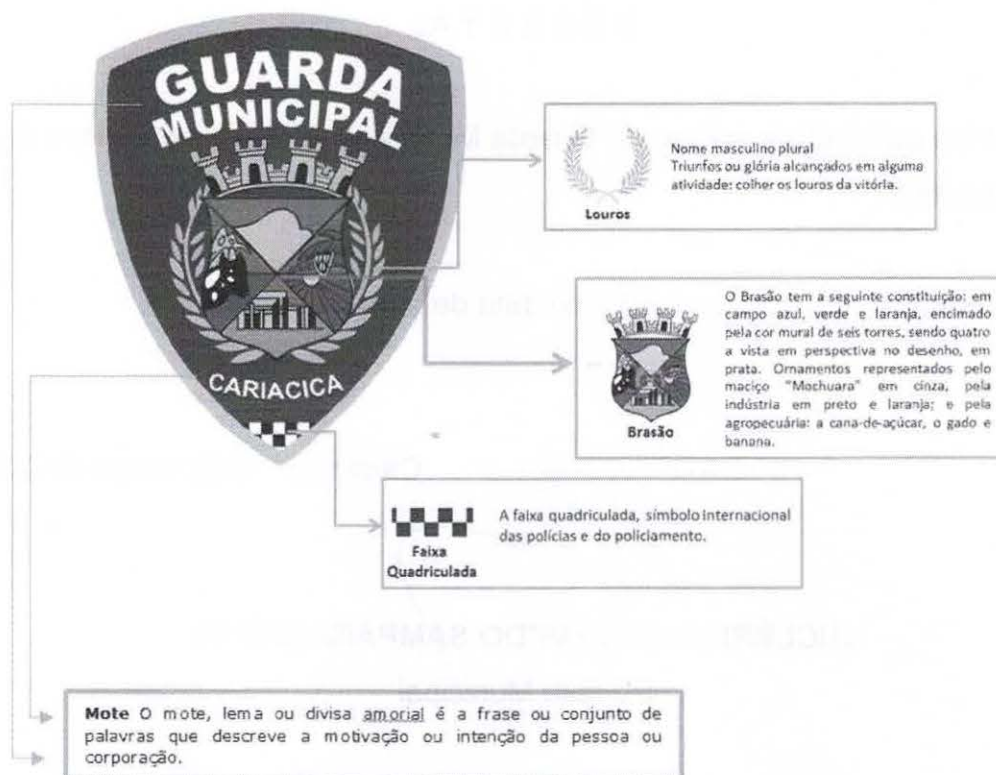 GUARDA
MUNICIPAL
CARIACICA
Louros
Nome masculino plural
Triunfos ou glória alcançados em alguma
atividade: colher os louros da vitória.
Brasão
O Brasão tem a seguinte constituição: em
campo azul, verde e laranja, encimado
pela cor mural de seis torres, sendo quatro
a vista em perspectiva no desenho, em
prata. Ornamentos representados pelo
maciço "Mochuara" em cinza, pela
indústria em preto e laranja; e pela
agropecuária: a cana-de-açúcar, o gado e
banana.
Faixa
Quadriculada
A faixa quadriculada, símbolo internacional
das polícias e do policiamento.
Mote O mote, lema ou divisa amorial é a frase ou conjunto de
palavras que descreve a motivação ou intenção da pessoa ou
corporação.